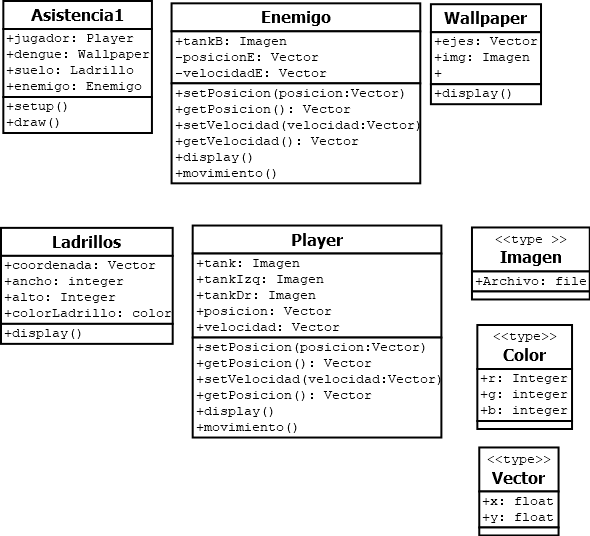 Asistencia1
+jugador: Player
+dengue: Wallpaper
+suelo: Ladrillo
+enemigo: Enemigo
+setup()
+draw()
Enemigo
+tankB: Imagen
-posicionE: Vector
-velocidadE: Vector
+setPosicion(posicion:Vector)
+getPosicion(): Vector
+setVelocidad(velocidad:Vector)
+getVelocidad(): Vector
+display()
+movimiento()
Wallpaper
+ejes: Vector
+img: Imagen
+
+display()
Ladrillos
+coordenada: Vector
+ancho: integer
+alto: Integer
+colorLadrillo: color
+display()
Player
+tank: Imagen
+tankIzq: Imagen
+tankDr: Imagen
+posicion: Vector
+velocidad: Vector
+setPosicion(posicion:Vector)
+getPosicion(): Vector
+setVelocidad(velocidad:Vector)
+getPosicion(): Vector
+display()
+movimiento()
<<type >>
Imagen
+Archivo: file
<<type>>
Color
+r: Integer
+g: integer
+b: integer
<<type>>
Vector
+x: float
+y: float